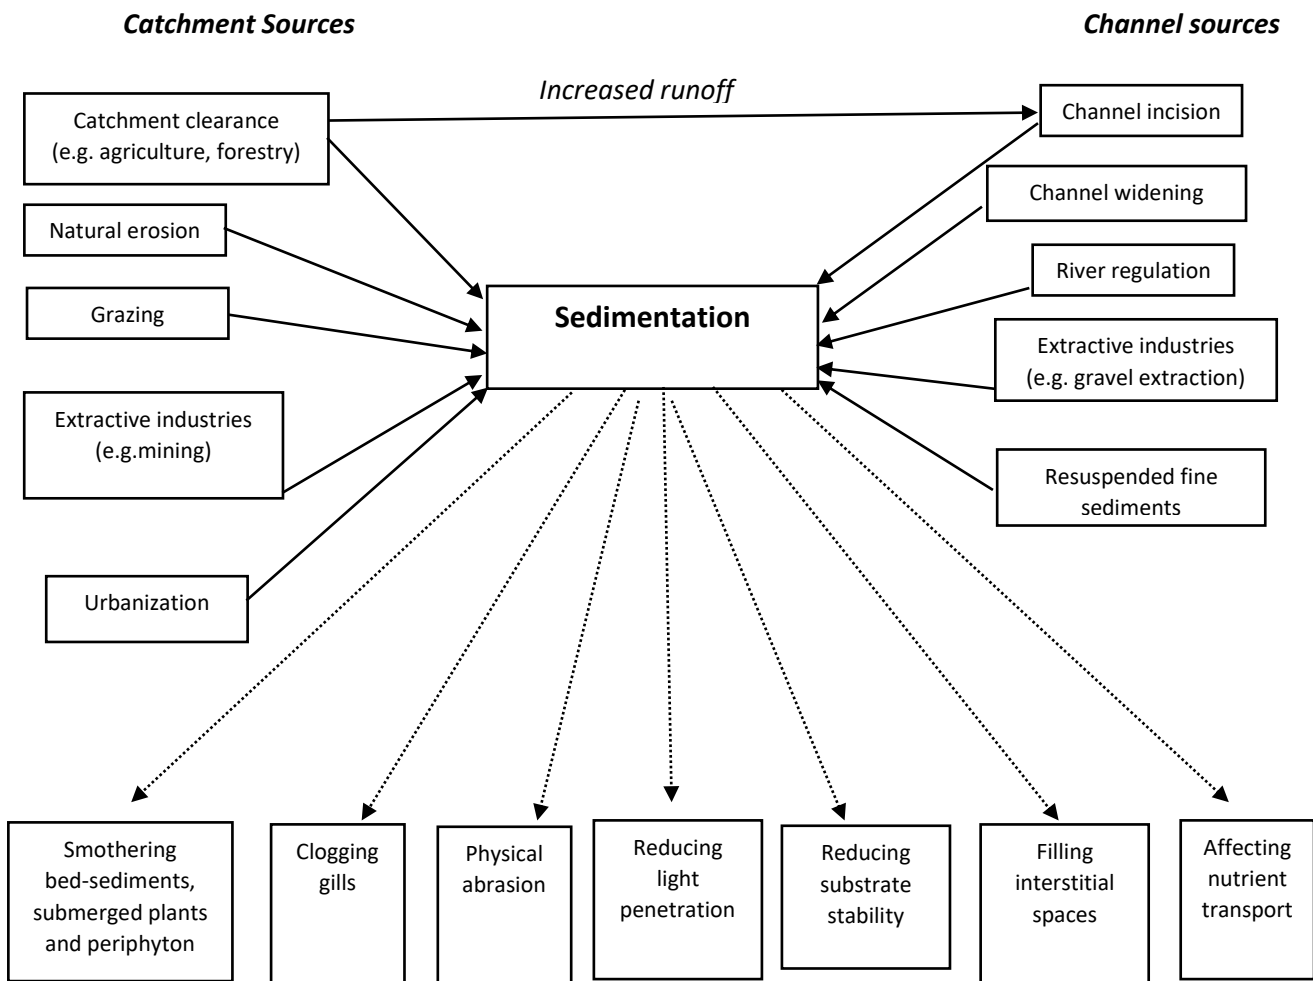 Catchment Sources
Channel sources
Increased runoff
Catchment clearance
(e.g. agriculture, forestry)
Channel incision
Channel widening
Natural erosion
River regulation
Grazing
Sedimentation
Extractive industries
(e.g. gravel extraction)
Extractive industries
(e.g.mining)
Resuspended fine
sediments
Urbanization
Smothering
bed-sediments,
submerged plants
and periphyton
Clogging
gills
Physical
abrasion
Reducing
light
penetration
Reducing
substrate
stability
Filling
interstitial
spaces
Affecting
nutrient
transport